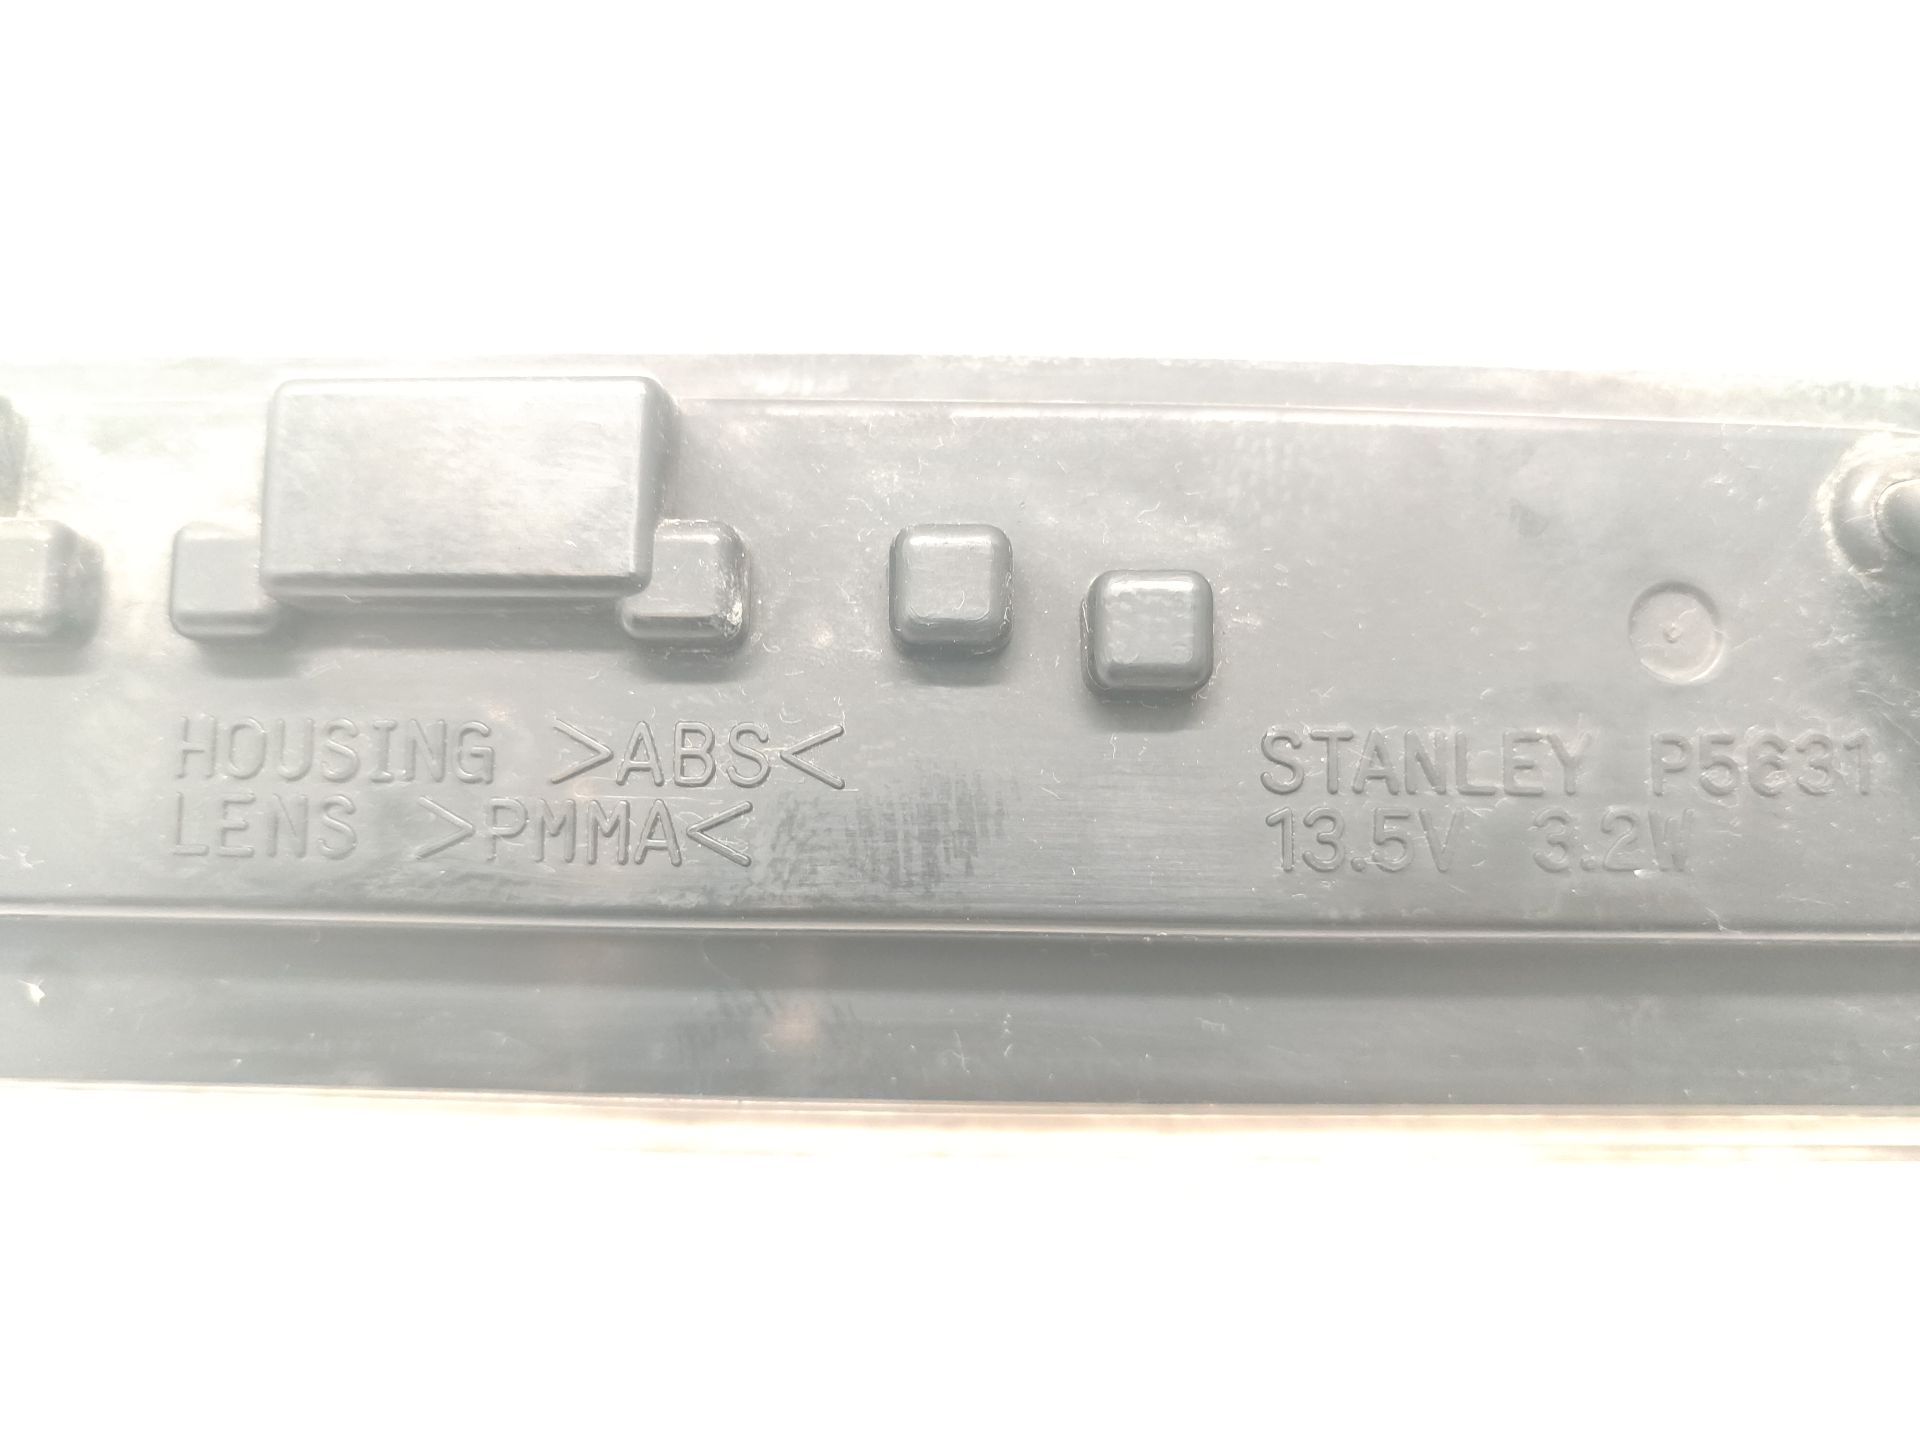 HOUSING >ABS<
LENS >PMMA<
STANLEY P5631
13.5V 3.2W